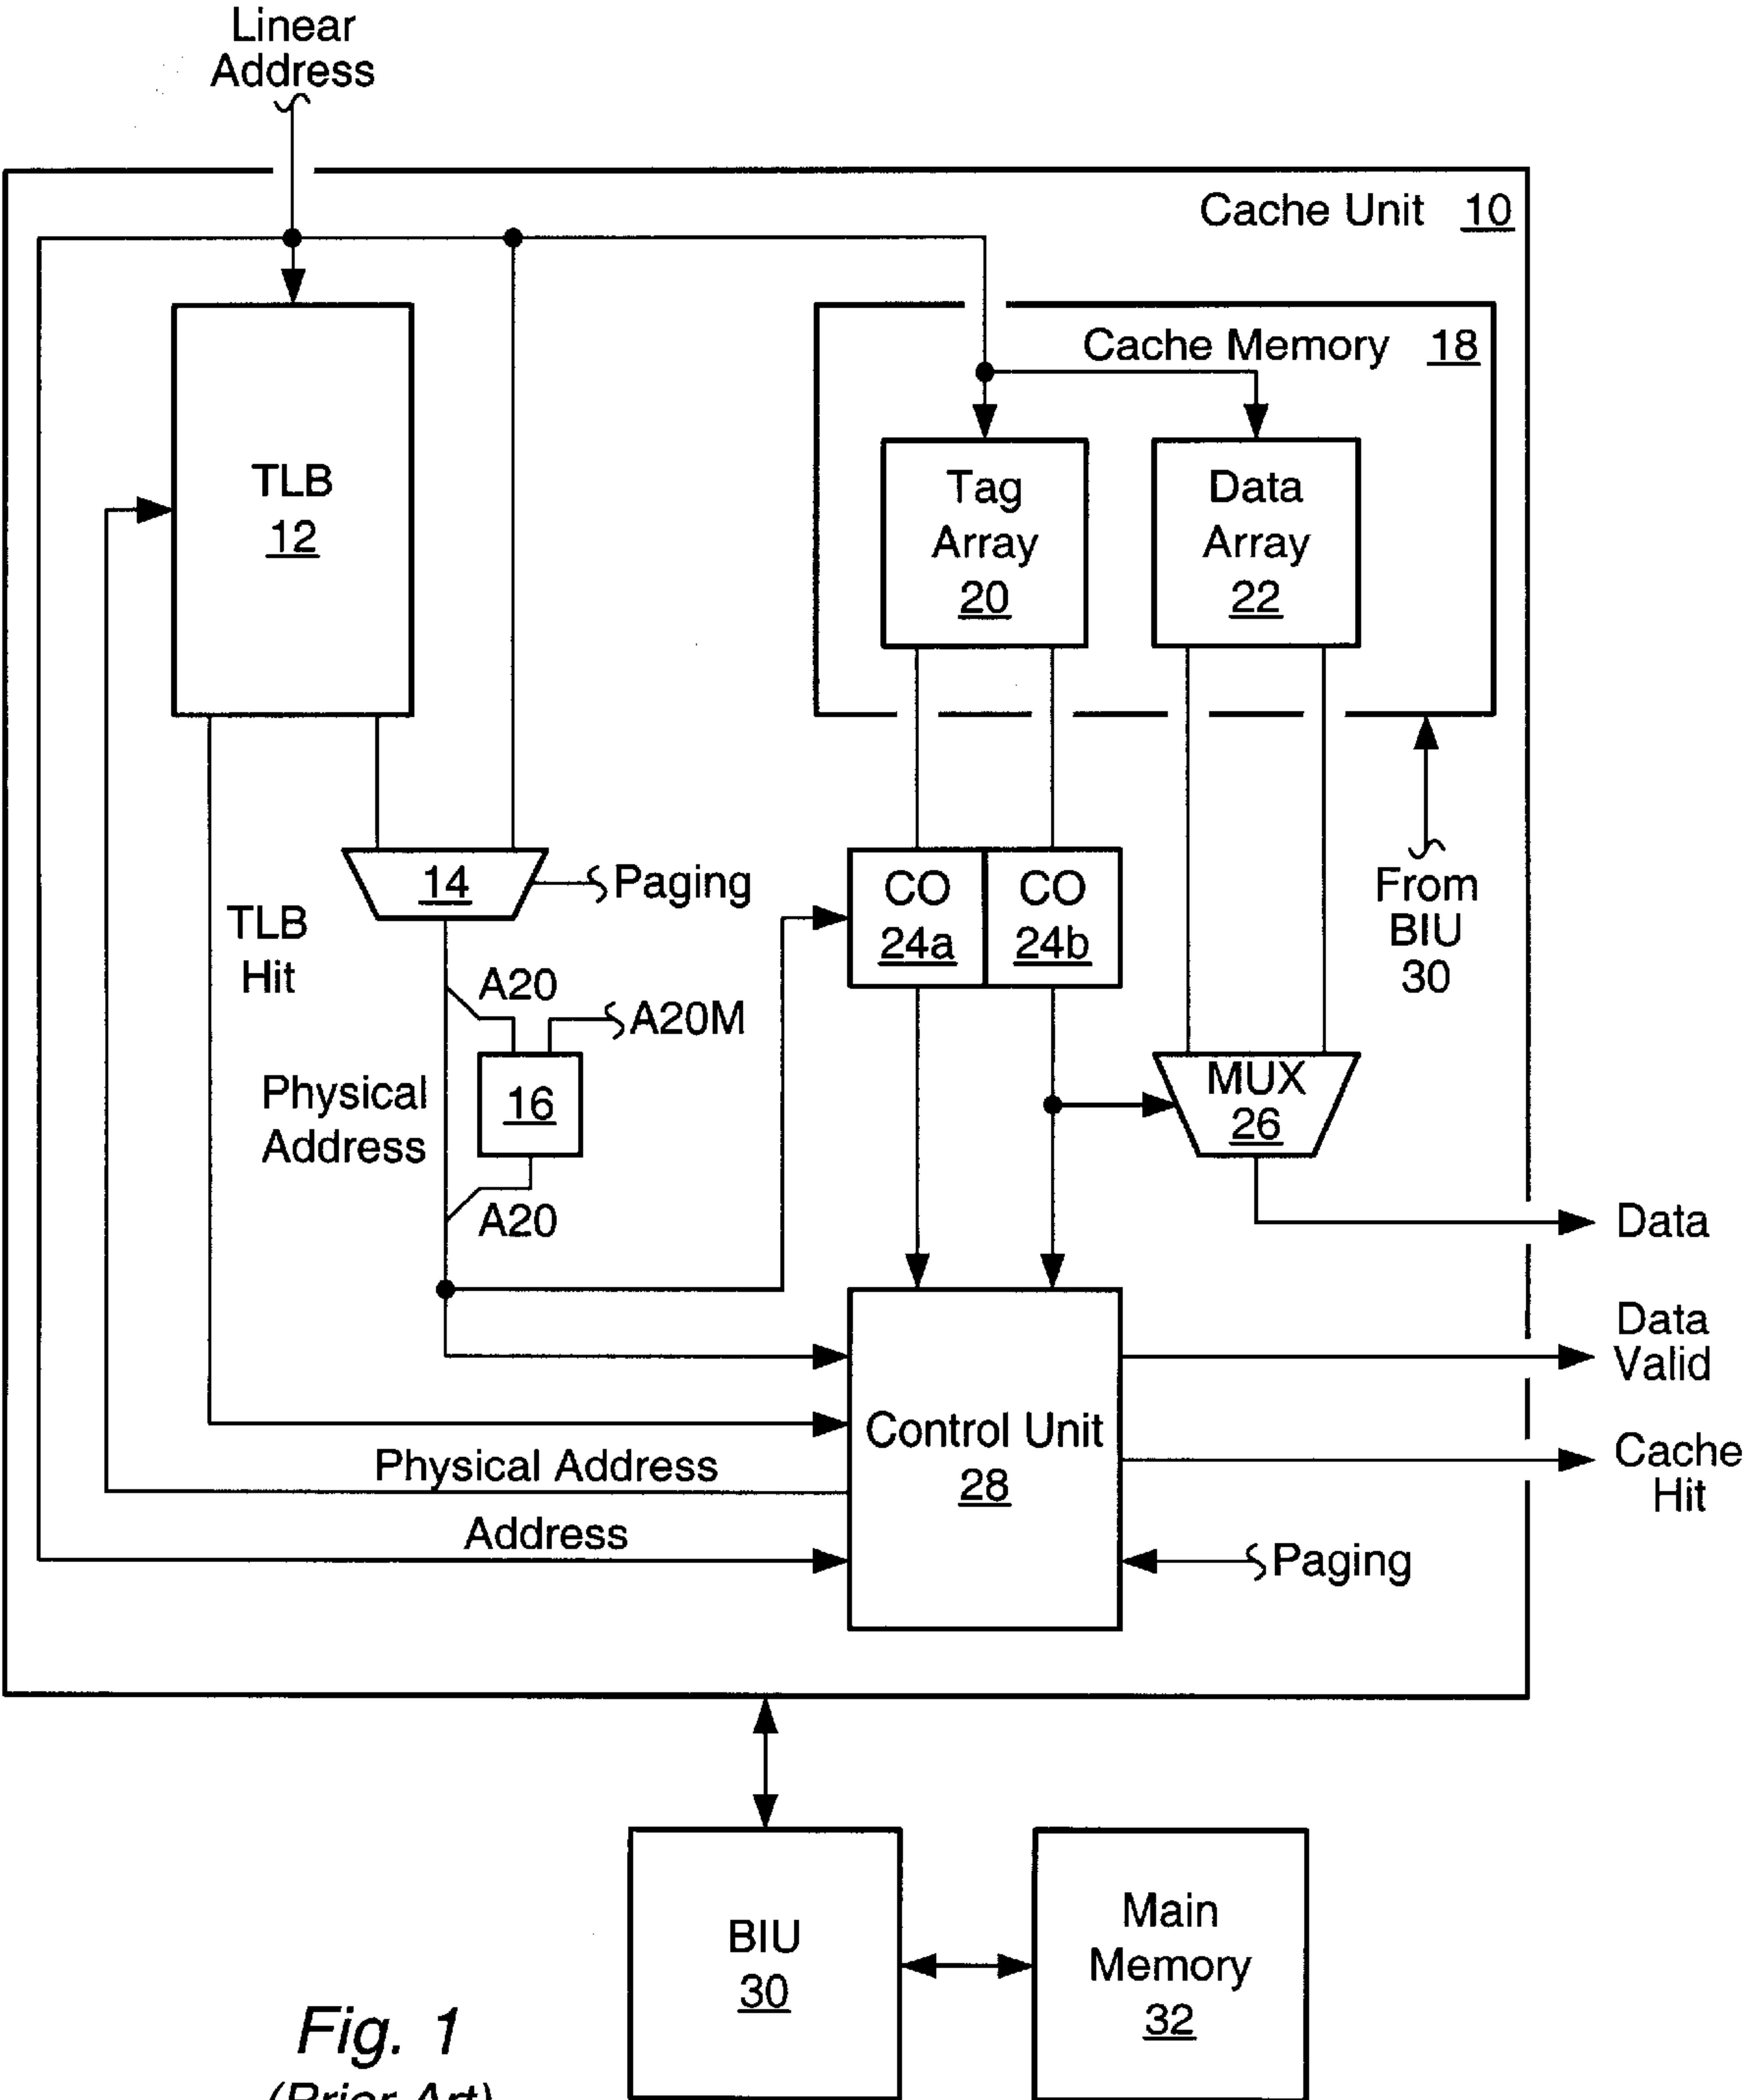 Linear
Address
Cache Unit 10
Cache Memory 18
TLB
12
Tag
Array
20
Data
Array
22
14
Paging
CO
24a
CO
24b
From
BIU
30
TLB
Hit
A20
A20M
16
Physical
Address
A20
MUX
26
Data
Data
Valid
Control Unit
28
Cache
Hit
Physical Address
Address
Paging
BIU
30
Main
Memory
32
Fig. 1
(Prior Art)